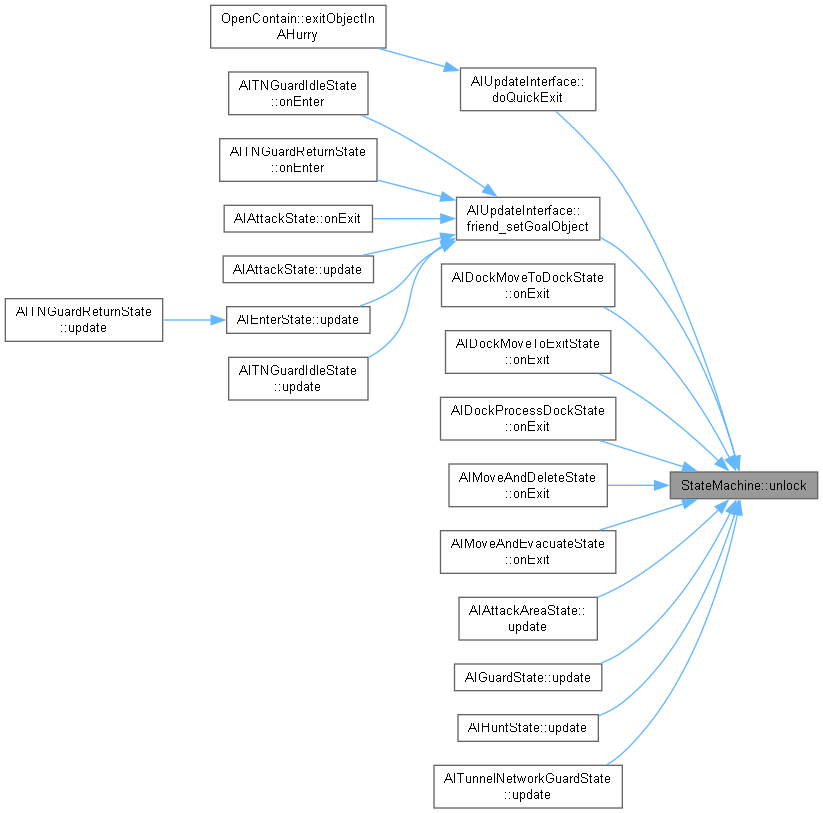 OpenContain::exitObjectIn
AHurry
AIUpdateInterface::
doQuickExit
AITNGuardIdleState
::onEnter
AITNGuardReturnState
::onEnter
AIAttackState::onExit
AIUpdateInterface::
friend_setGoalObject
AIAttackState::update
AIDockMoveToDockState
::onExit
AITNGuardReturnState
::update
AIEnterState::update
AIDockMoveToExitState
::onExit
AITNGuardIdleState
::update
AIDockProcessDockState
::onExit
AIMoveAndDeleteState
::onExit
StateMachine::unlock
AIMoveAndEvacuateState
::onExit
AIAttackAreaState::
update
AIGuardState::update
AIHuntState::update
AITunnelNetworkGuardState
::update